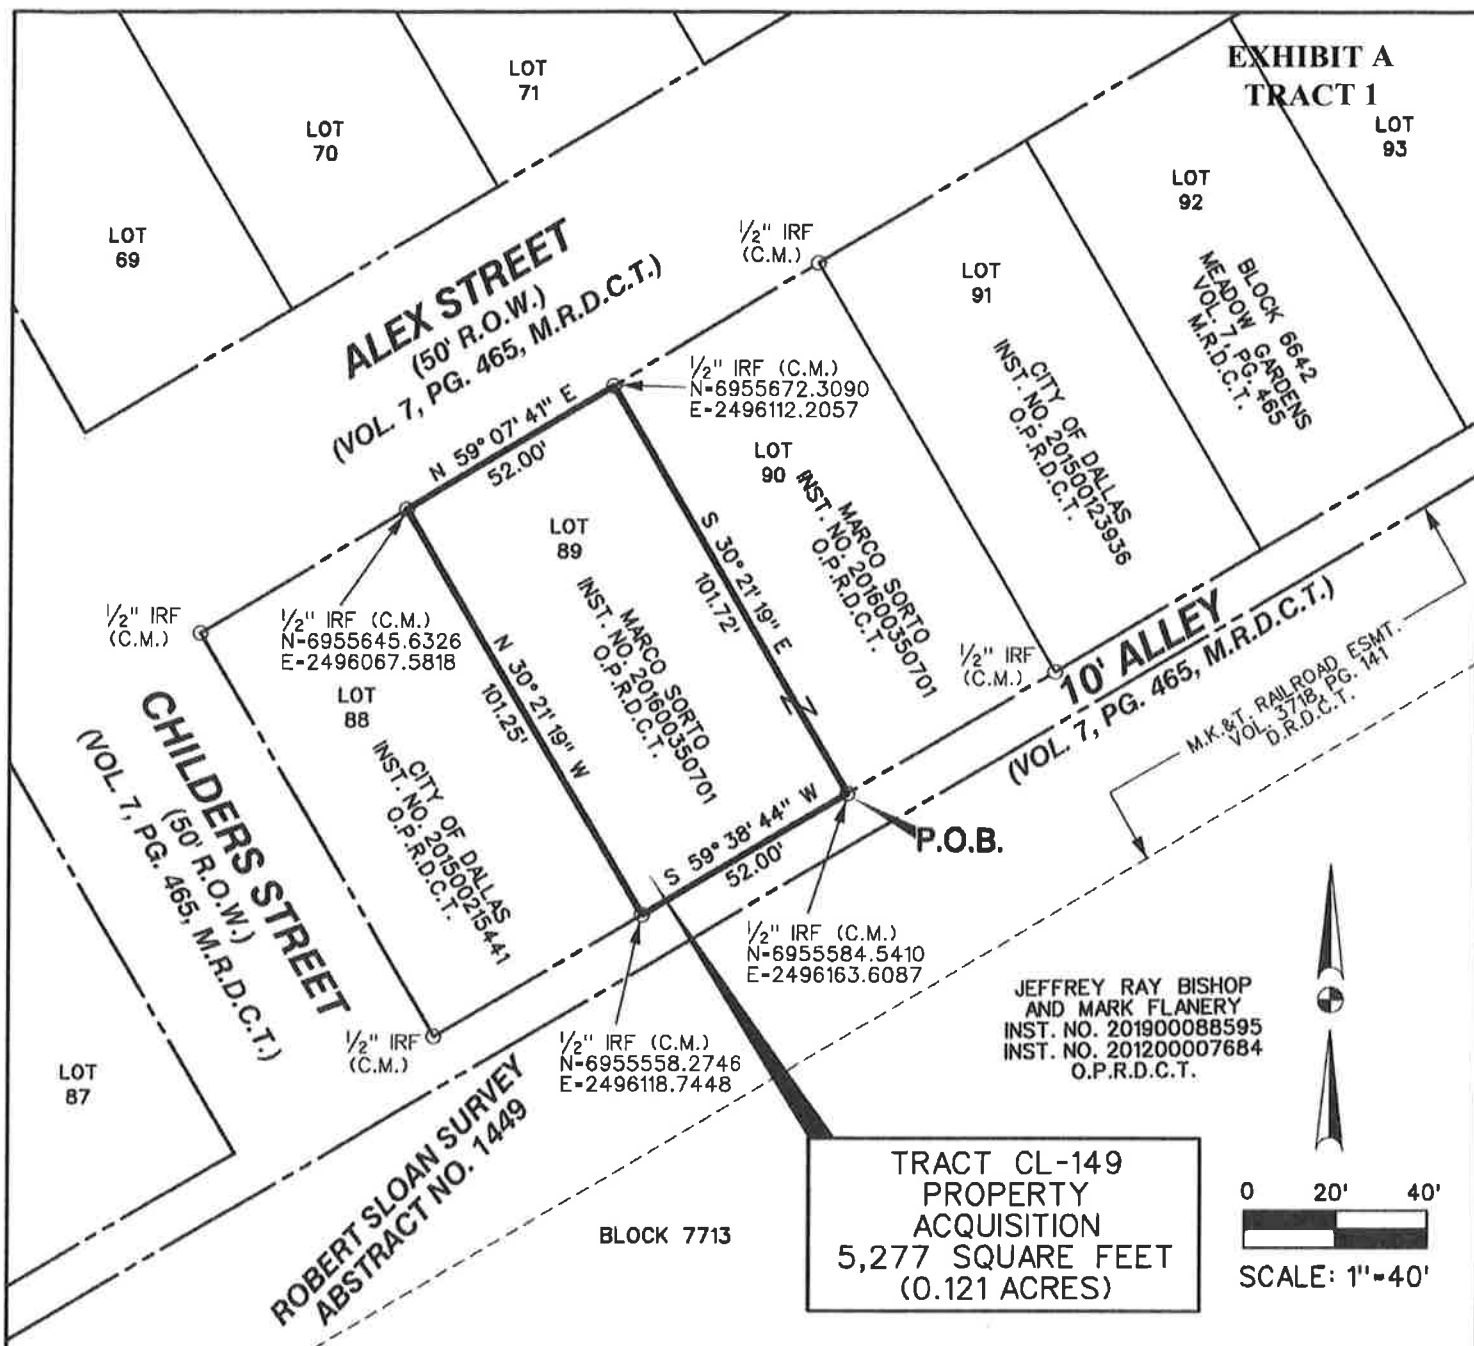 EXHIBIT A
TRACT 1
LOT
71
LOT
70
LOT
69
LOT
93
LOT
92
BLOCK 6642
MEADOW GARDENS
VOL. 7, PG. 465
M.R.D.C.T.
1/2" IRF
(C.M.)
LOT
91
CITY OF DALLAS
INST. NO. 201500123936
O.P.R.D.C.T.
ALEX STREET
(50' R.O.W.)
(VOL. 7, PG. 465, M.R.D.C.T.)
1/2" IRF (C.M.)
N=6955672.3090
E=2496112.2057
N 59° 07' 41" E
52.00'
LOT
90
MARCO SORTO
INST. NO. 201600350701
O.P.R.D.C.T.
S 30° 21' 19" E
101.72'
LOT
89
MARCO SORTO
INST. NO. 201600350701
O.P.R.D.C.T.
1/2" IRF
(C.M.)
1/2" IRF (C.M.)
N=6955645.6326
E=2496067.5818
N 30° 21' 19" W
101.25'
LOT
88
CITY OF DALLAS
INST. NO. 201500215441
O.P.R.D.C.T.
CHILDERS STREET
(50' R.O.W.)
(VOL. 7, PG. 465, M.R.D.C.T.)
1/2" IRF
(C.M.)
10' ALLEY
(VOL. 7, PG. 465, M.R.D.C.T.)
M.K.&T. RAILROAD ESMT.
VOL. 3718, PG. 141
D.R.D.C.T.
S 59° 38' 44" W
52.00'
P.O.B.
1/2" IRF (C.M.)
N=6955584.5410
E=2496163.6087
1/2" IRF
(C.M.)
1/2" IRF (C.M.)
N=6955558.2746
E=2496118.7448
JEFFREY RAY BISHOP
AND MARK FLANERY
INST. NO. 201900088595
INST. NO. 201200007684
O.P.R.D.C.T.
LOT
87
ROBERT SLOAN SURVEY
ABSTRACT NO. 1449
BLOCK 7713
TRACT CL-149
PROPERTY
ACQUISITION
5,277 SQUARE FEET
(0.121 ACRES)
0 20' 40'
SCALE: 1"=40'